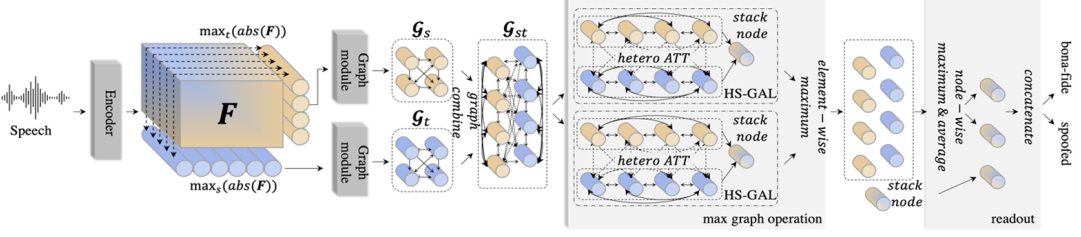 Speech
Encoder
max_t(abs(F))
F
max_s(abs(F))
Graph
module
Graph
module
𝒢_s
𝒢_t
graph
combine
𝒢_st
stack
node
hetero ATT
HS-GAL
stack
node
hetero ATT
HS-GAL
max graph operation
element-wise
maximum
stack
node
node-wise
maximum & average
readout
concatenate
bona-fide
spoofed